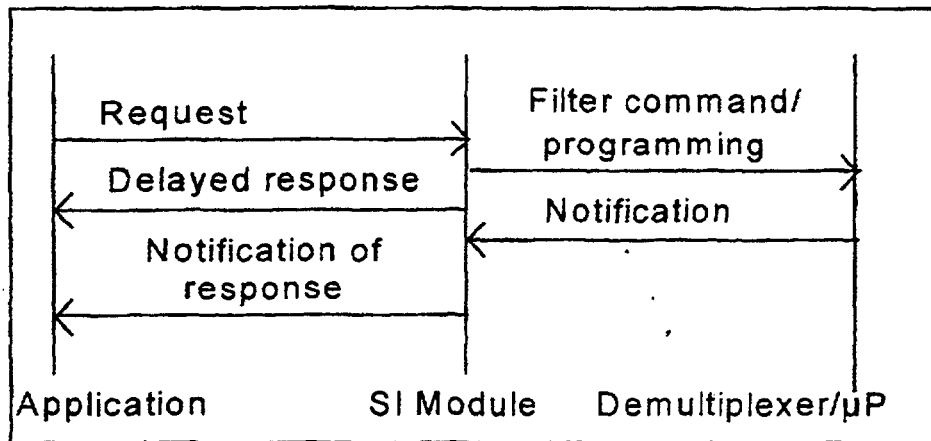 Request
Filter command/
programming
Delayed response
Notification
Notification of
response
Application
SI Module
Demultiplexer/µP